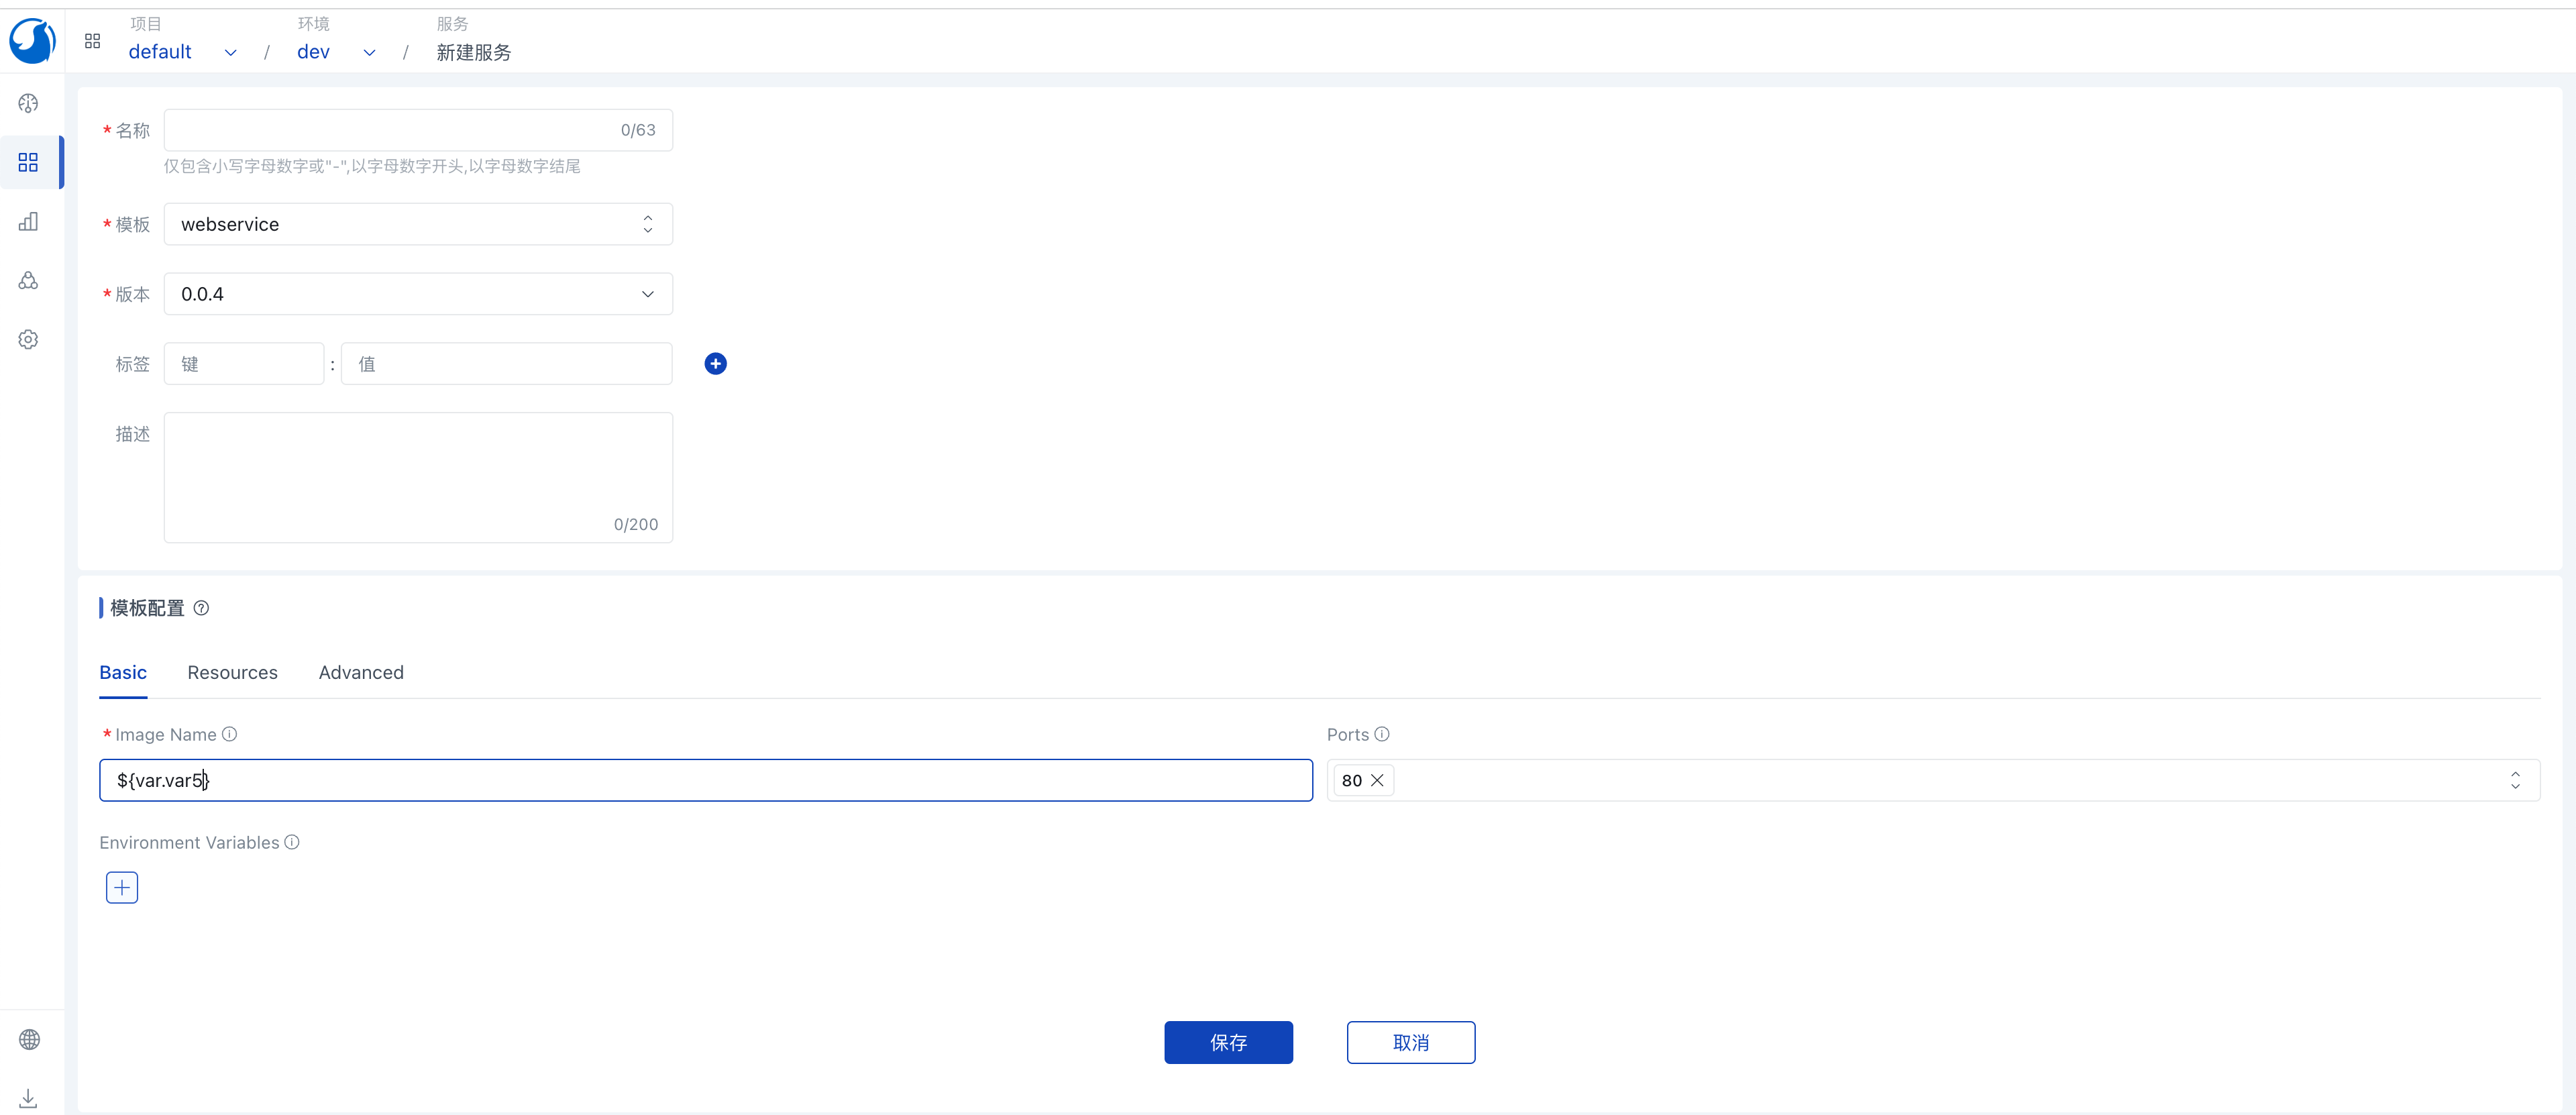 项目
default
/
环境
dev
/
服务
新建服务
* 名称
0/63
仅包含小写字母数字或"-",以字母数字开头,以字母数字结尾
* 模板
webservice
* 版本
0.0.4
标签
键
:
值
描述
0/200
模板配置
Basic
Resources
Advanced
* Image Name
Ports
${var.var5}
80
Environment Variables
保存
取消